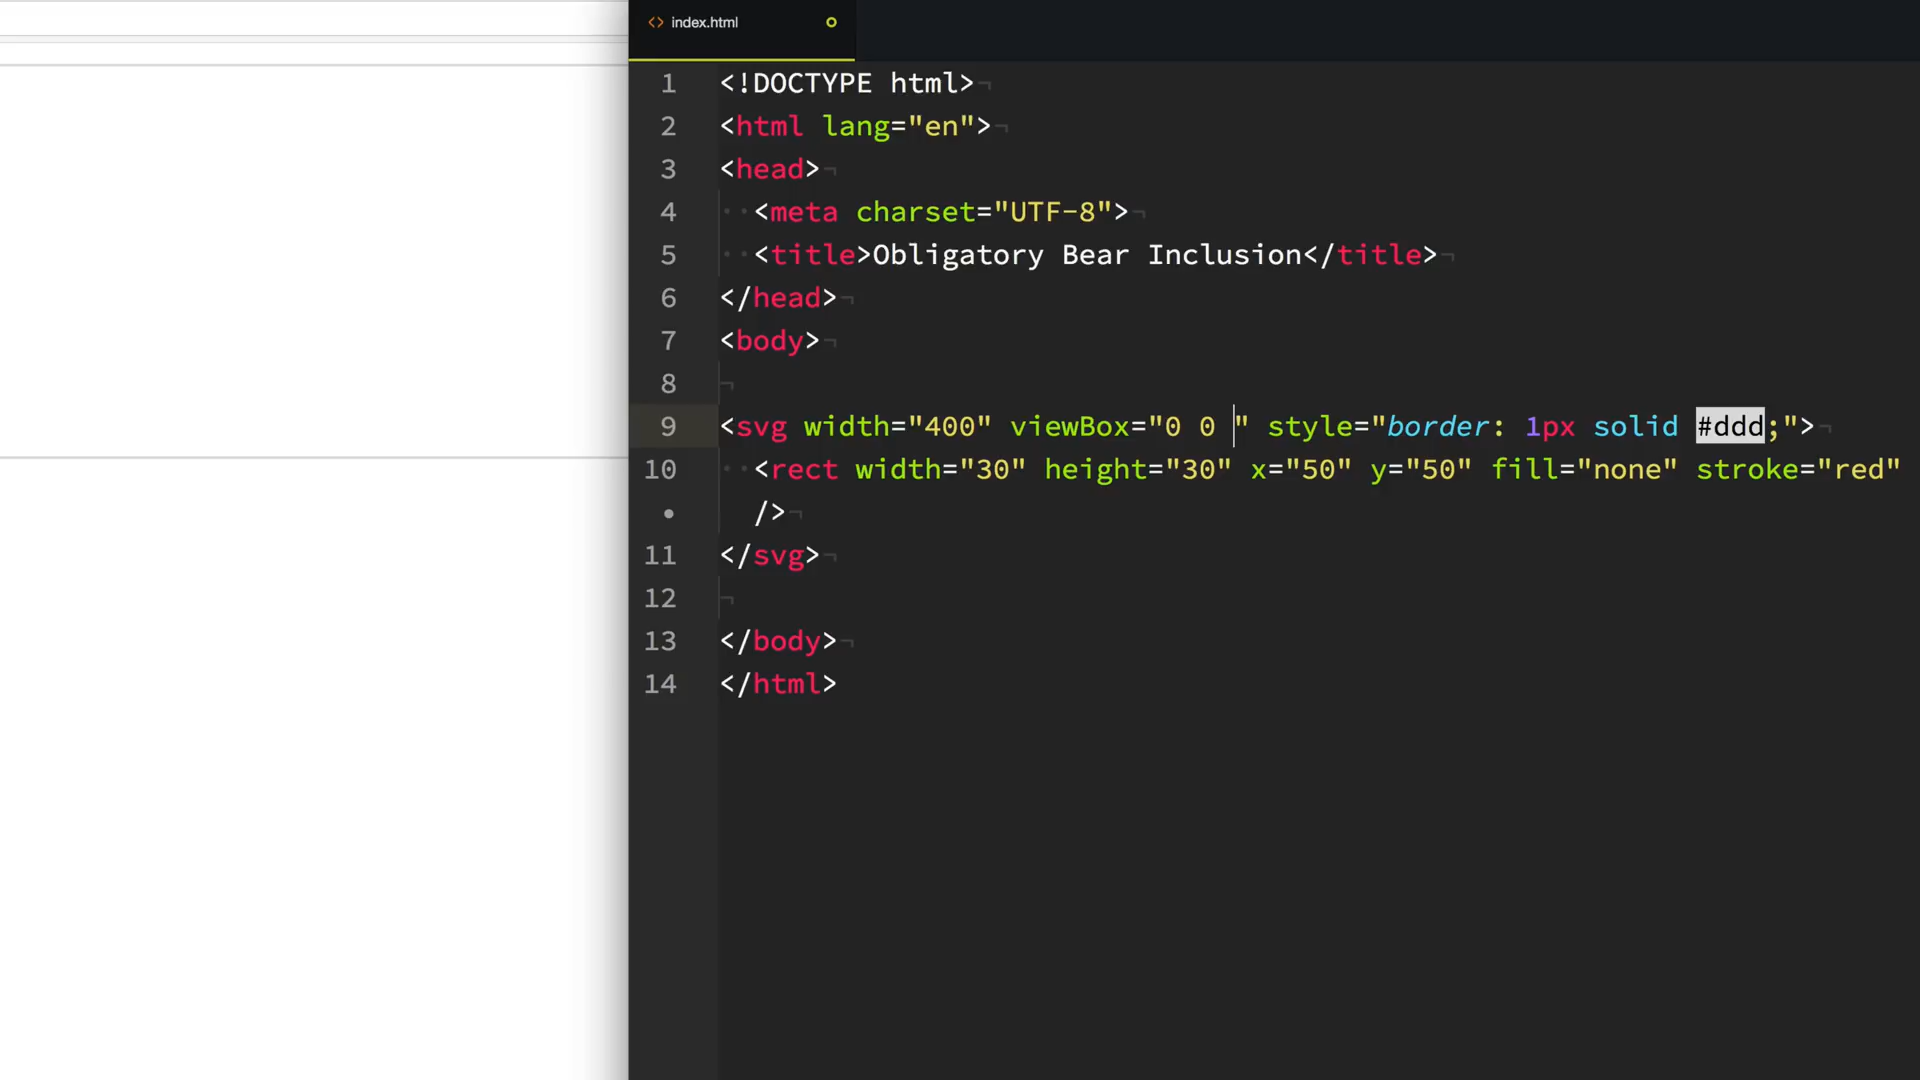 <> index.html
1 <!DOCTYPE html>¬
2 <html lang="en">¬
3 <head>¬
4 ··<meta charset="UTF-8">¬
5 ··<title>Obligatory Bear Inclusion</title>¬
6 </head>¬
7 <body>¬
8 ¬
9 <svg width="400" viewBox="0 0 " style="border: 1px solid #ddd;">¬
10 ··<rect width="30" height="30" x="50" y="50" fill="none" stroke="red"
• />¬
11 </svg>¬
12 ¬
13 </body>¬
14 </html>